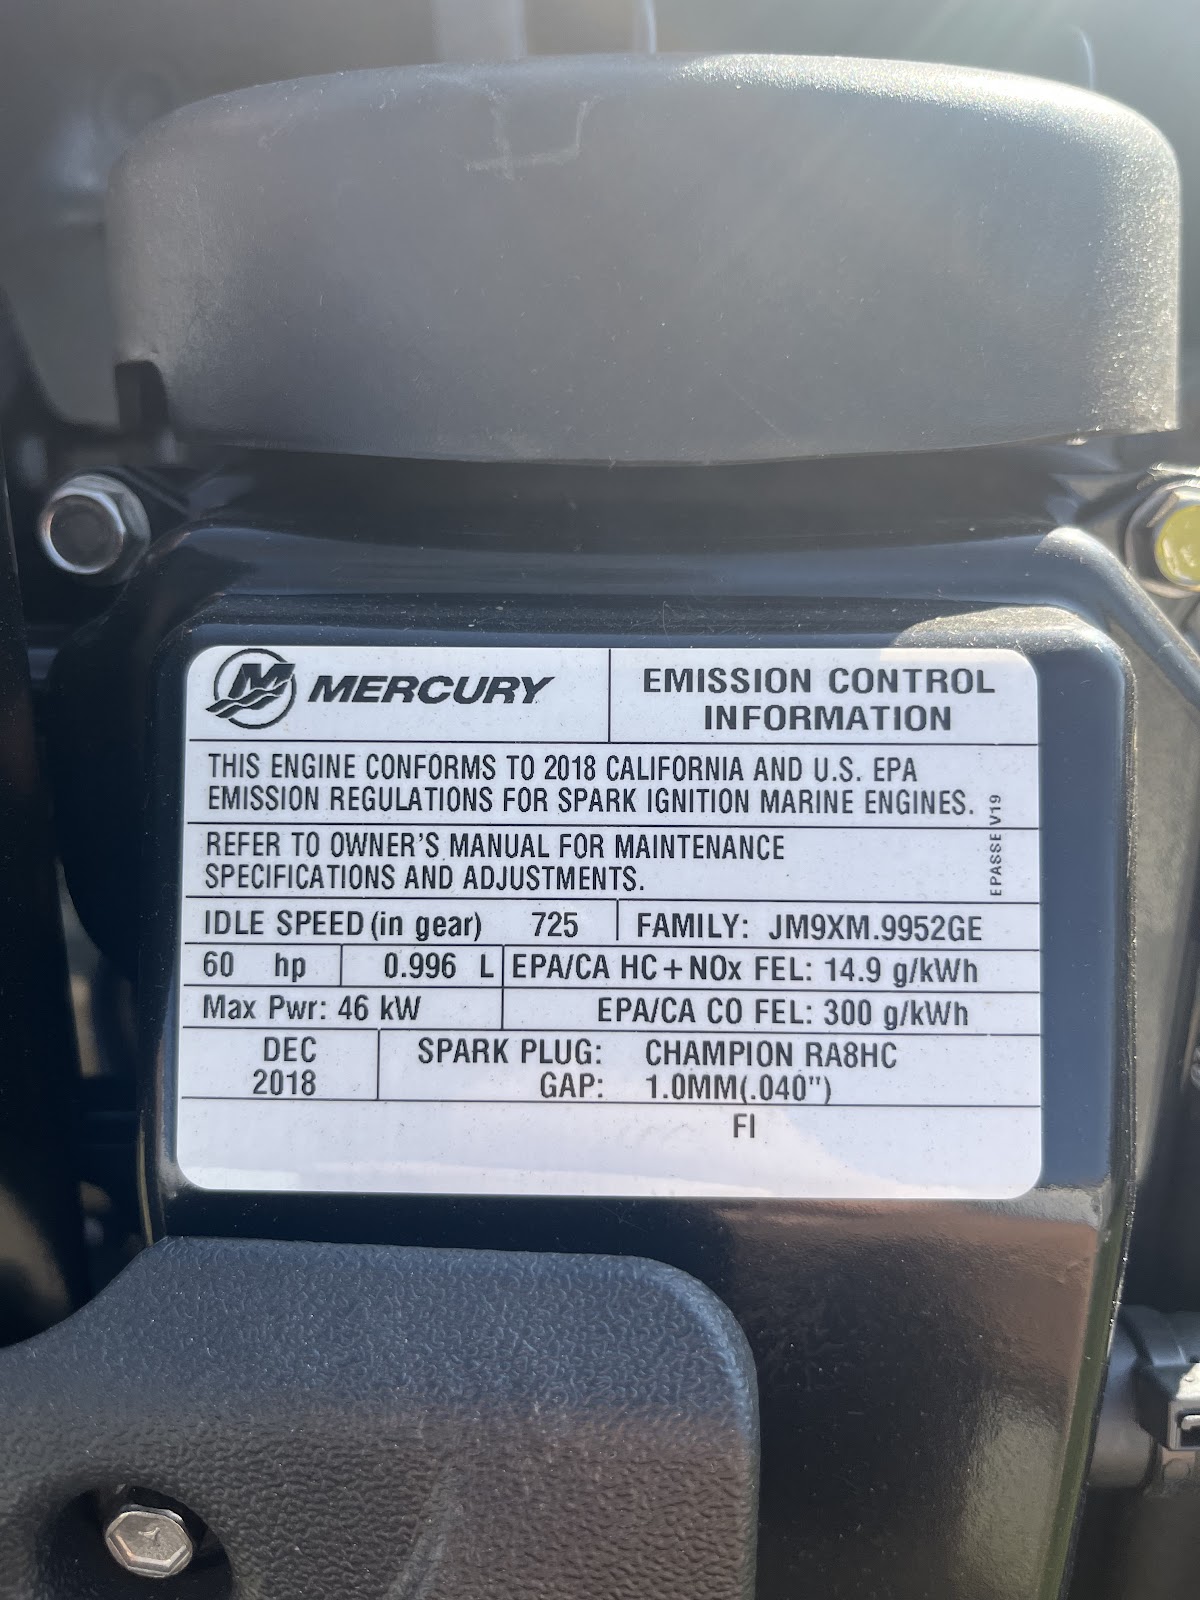 MERCURY
EMISSION CONTROL
INFORMATION
THIS ENGINE CONFORMS TO 2018 CALIFORNIA AND U.S. EPA
EMISSION REGULATIONS FOR SPARK IGNITION MARINE ENGINES.
REFER TO OWNER'S MANUAL FOR MAINTENANCE
SPECIFICATIONS AND ADJUSTMENTS.
EPASSE V19
IDLE SPEED (in gear) 725 FAMILY: JM9XM.9952GE
60 hp 0.996 L EPA/CA HC+NOx FEL: 14.9 g/kWh
Max Pwr: 46 kW EPA/CA CO FEL: 300 g/kWh
DEC 2018
SPARK PLUG: CHAMPION RA8HC
GAP: 1.0MM(.040")
FI